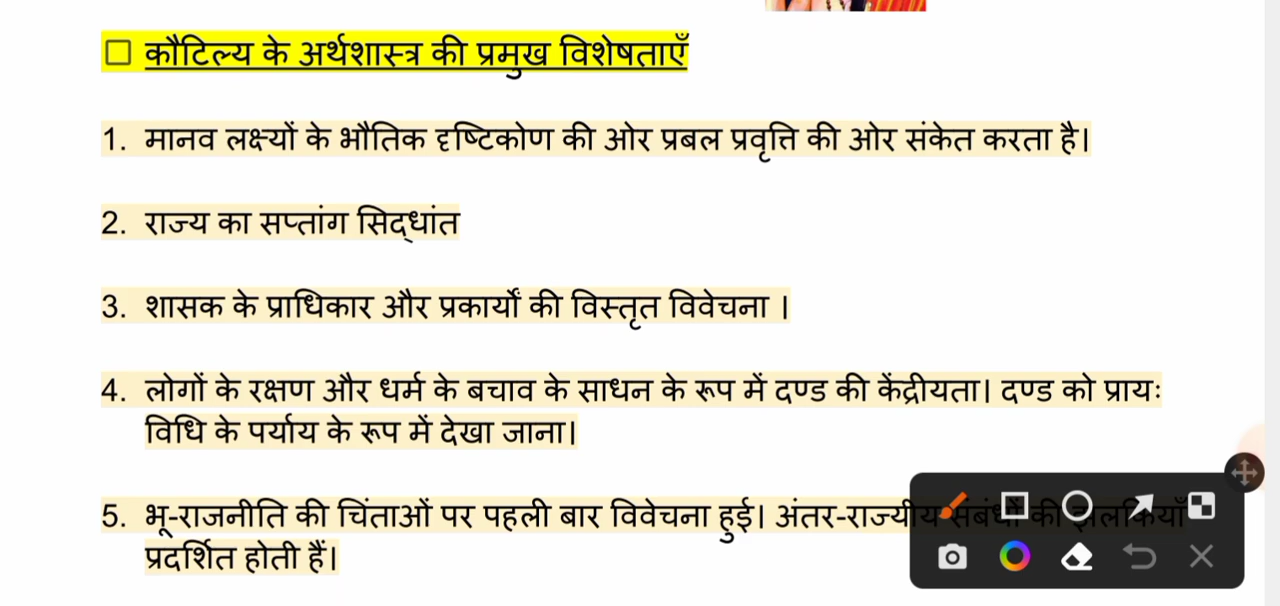 □ कौटिल्य के अर्थशास्त्र की प्रमुख विशेषताएँ
1. मानव लक्ष्यों के भौतिक दृष्टिकोण की ओर प्रबल प्रवृत्ति की ओर संकेत करता है।
2. राज्य का सप्तांग सिद्धांत
3. शासक के प्राधिकार और प्रकार्यों की विस्तृत विवेचना ।
4. लोगों के रक्षण और धर्म के बचाव के साधन के रूप में दण्ड की केंद्रीयता। दण्ड को प्रायः
विधि के पर्याय के रूप में देखा जाना।
5. भू-राजनीति की चिंताओं पर पहली बार विवेचना हुई। अंतर-राज्यीय संबंधों की झलकियाँ
प्रदर्शित होती हैं।